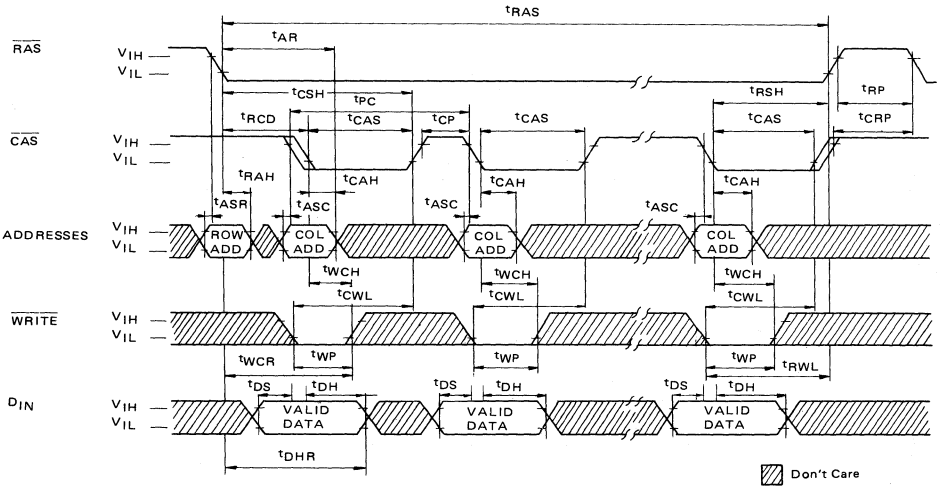 tRAS
RAS
VIH
VIL
tAR
tCSH
tPC
tRSH
tRP
CAS
VIH
VIL
tRCD
tCAS
tCP
tCAS
tCAS
tCRP
tRAH
tCAH
tCAH
tCAH
tASR
tASC
tASC
tASC
ADDRESSES
VIH
VIL
ROW ADD
COL ADD
COL ADD
COL ADD
tWCH
tWCH
tWCH
tCWL
tCWL
tCWL
WRITE
VIH
VIL
tWCR
tWP
tWP
tWP
tRWL
tDS
tDH
tDS
tDH
tDS
tDH
DIN
VIH
VIL
VALID DATA
VALID DATA
VALID DATA
tDHR
Don't Care